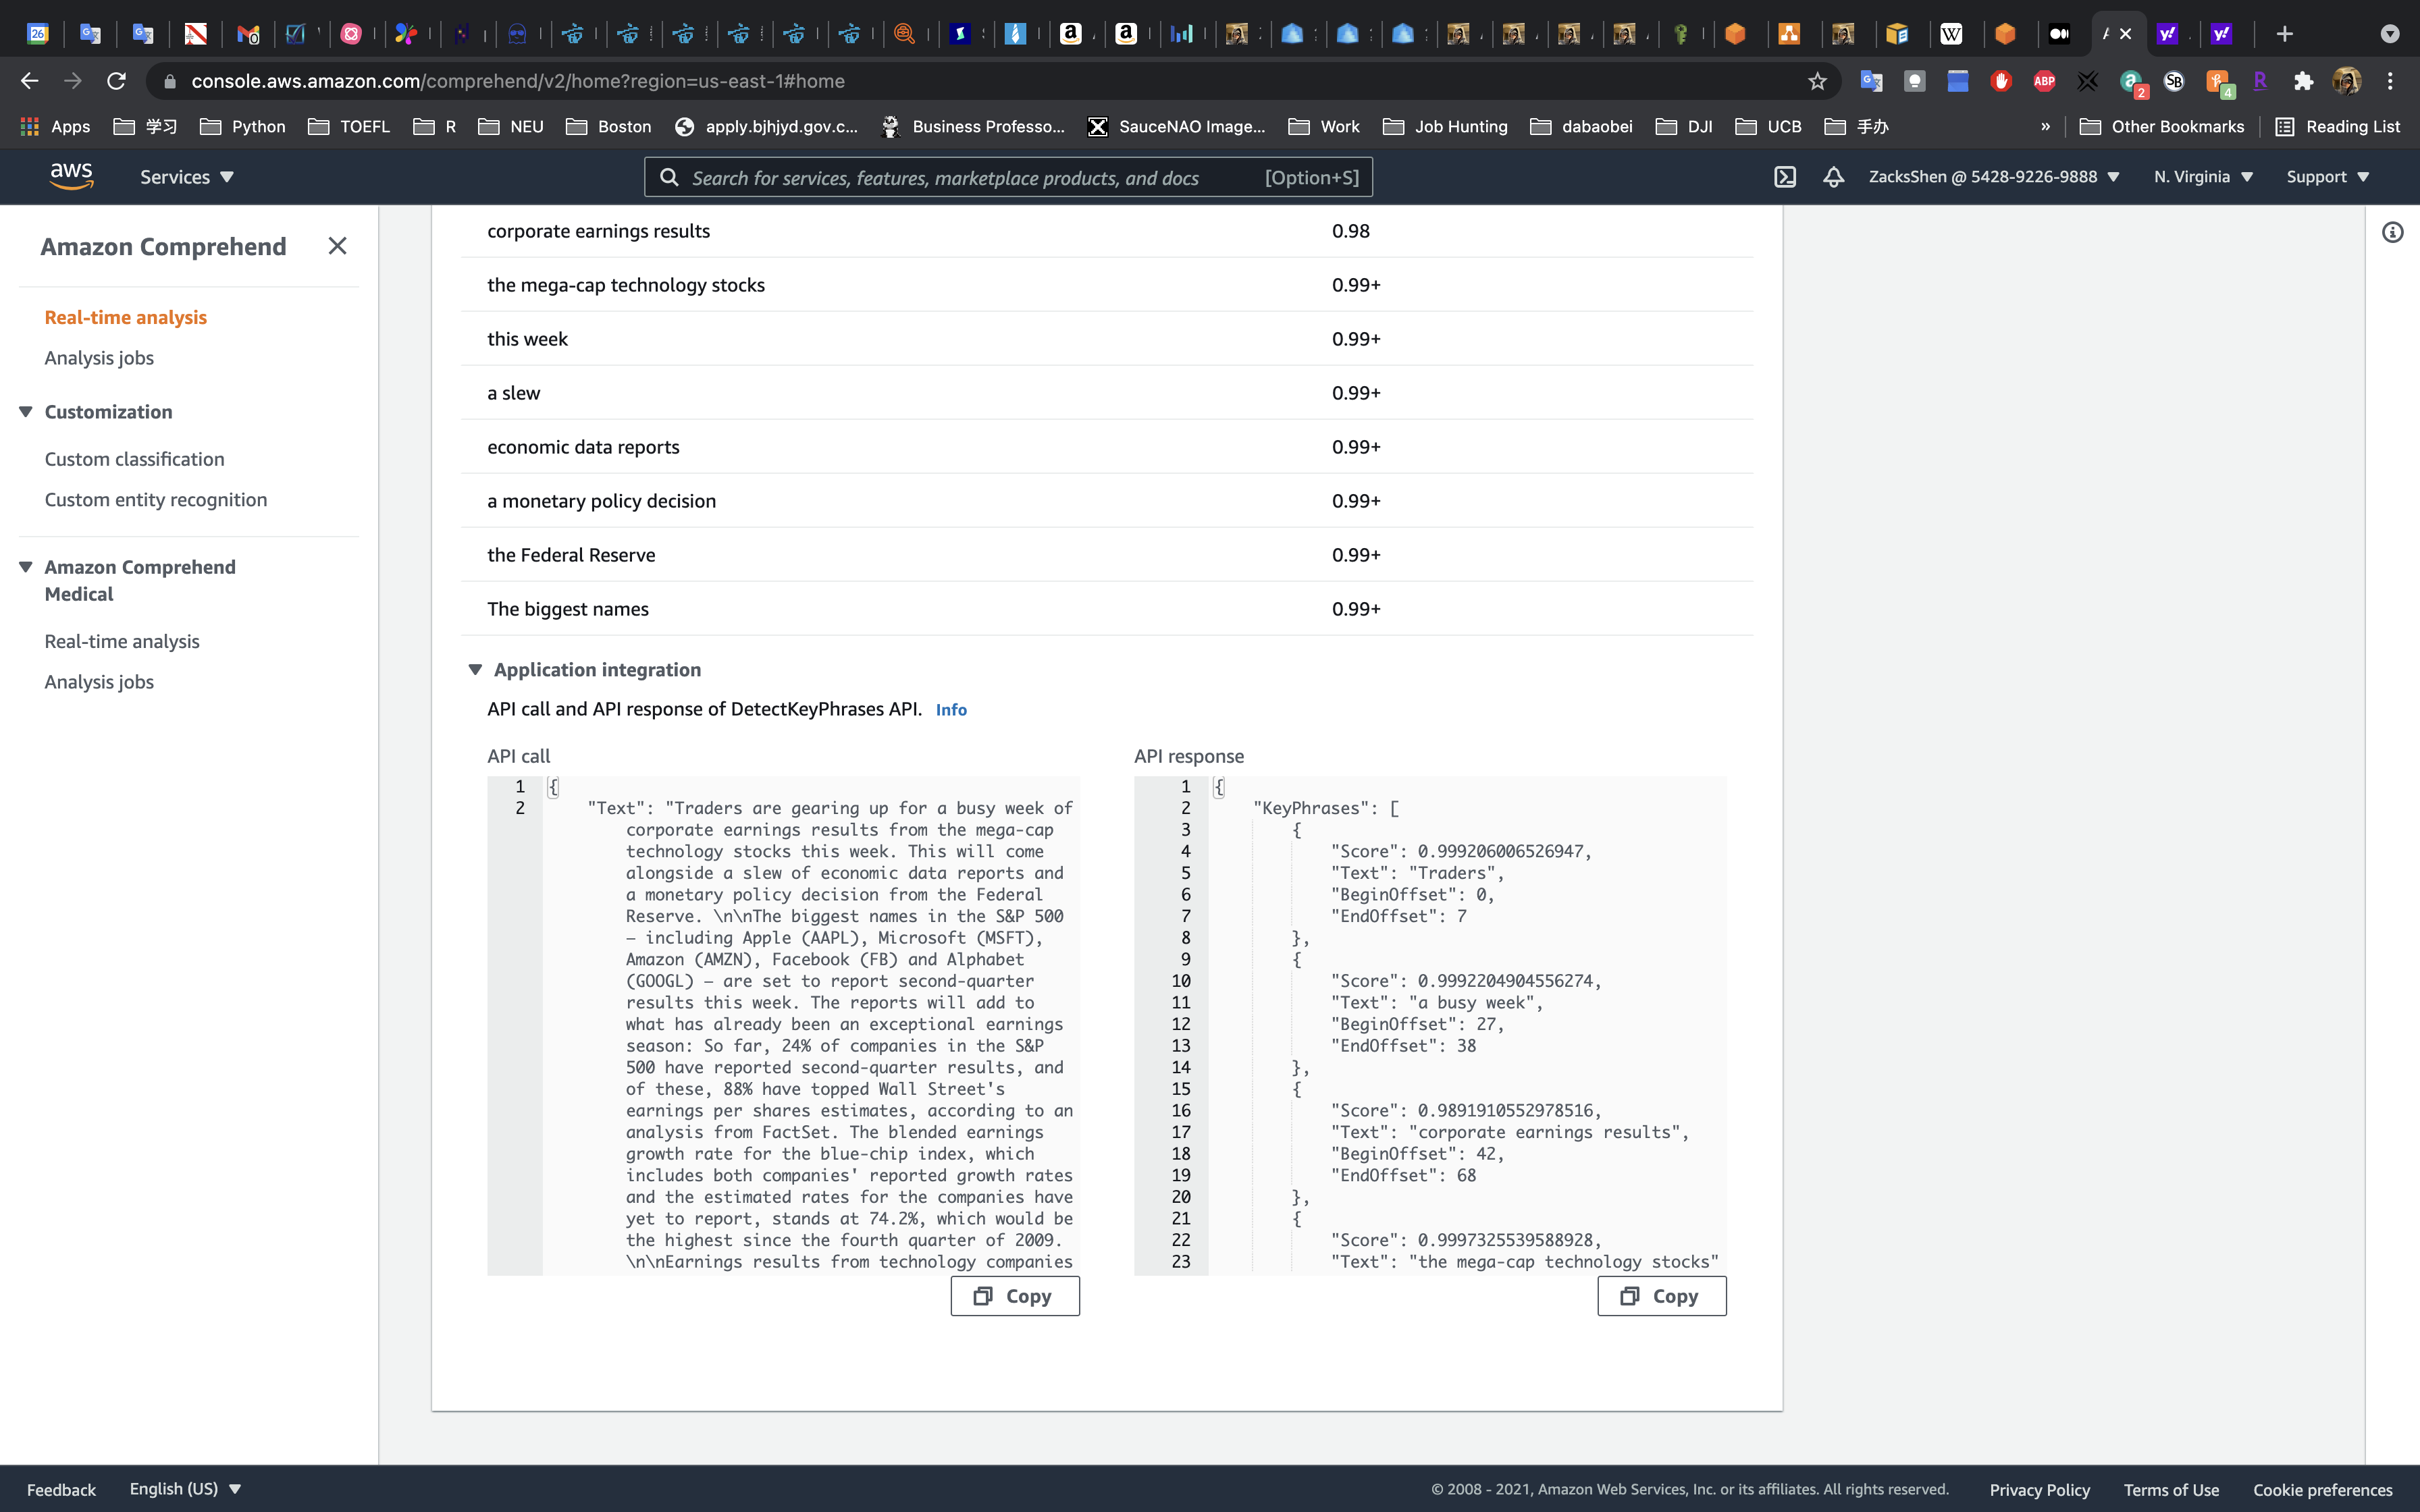 26
console.aws.amazon.com/comprehend/v2/home?region=us-east-1#home
ABP
2
SB
4
Apps
学习
Python
TOEFL
R
NEU
Boston
apply.bjhjyd.gov.c...
Business Professo...
SauceNAO Image...
Work
Job Hunting
dabaobei
DJI
UCB
手办
»
Other Bookmarks
Reading List
aws
Services
Search for services, features, marketplace products, and docs
[Option+S]
ZacksShen @ 5428-9226-9888
N. Virginia
Support
Amazon Comprehend
Real-time analysis
Analysis jobs
Customization
Custom classification
Custom entity recognition
Amazon Comprehend
Medical
Real-time analysis
Analysis jobs
corporate earnings results 0.98
the mega-cap technology stocks 0.99+
this week 0.99+
a slew 0.99+
economic data reports 0.99+
a monetary policy decision 0.99+
the Federal Reserve 0.99+
The biggest names 0.99+
Application integration
API call and API response of DetectKeyPhrases API. Info
API call
1 {
2 "Text": "Traders are gearing up for a busy week of
corporate earnings results from the mega-cap
technology stocks this week. This will come
alongside a slew of economic data reports and
a monetary policy decision from the Federal
Reserve. \n\nThe biggest names in the S&P 500
— including Apple (AAPL), Microsoft (MSFT),
Amazon (AMZN), Facebook (FB) and Alphabet
(GOOGL) — are set to report second-quarter
results this week. The reports will add to
what has already been an exceptional earnings
season: So far, 24% of companies in the S&P
500 have reported second-quarter results, and
of these, 88% have topped Wall Street's
earnings per shares estimates, according to an
analysis from FactSet. The blended earnings
growth rate for the blue-chip index, which
includes both companies' reported growth rates
and the estimated rates for the companies have
yet to report, stands at 74.2%, which would be
the highest since the fourth quarter of 2009.
\n\nEarnings results from technology companies
Copy
API response
1 {
2 "KeyPhrases": [
3 {
4 "Score": 0.999206006526947,
5 "Text": "Traders",
6 "BeginOffset": 0,
7 "EndOffset": 7
8 },
9 {
10 "Score": 0.9992204904556274,
11 "Text": "a busy week",
12 "BeginOffset": 27,
13 "EndOffset": 38
14 },
15 {
16 "Score": 0.9891910552978516,
17 "Text": "corporate earnings results",
18 "BeginOffset": 42,
19 "EndOffset": 68
20 },
21 {
22 "Score": 0.9997325539588928,
23 "Text": "the mega-cap technology stocks"
Copy
Feedback
English (US)
© 2008 - 2021, Amazon Web Services, Inc. or its affiliates. All rights reserved.
Privacy Policy
Terms of Use
Cookie preferences